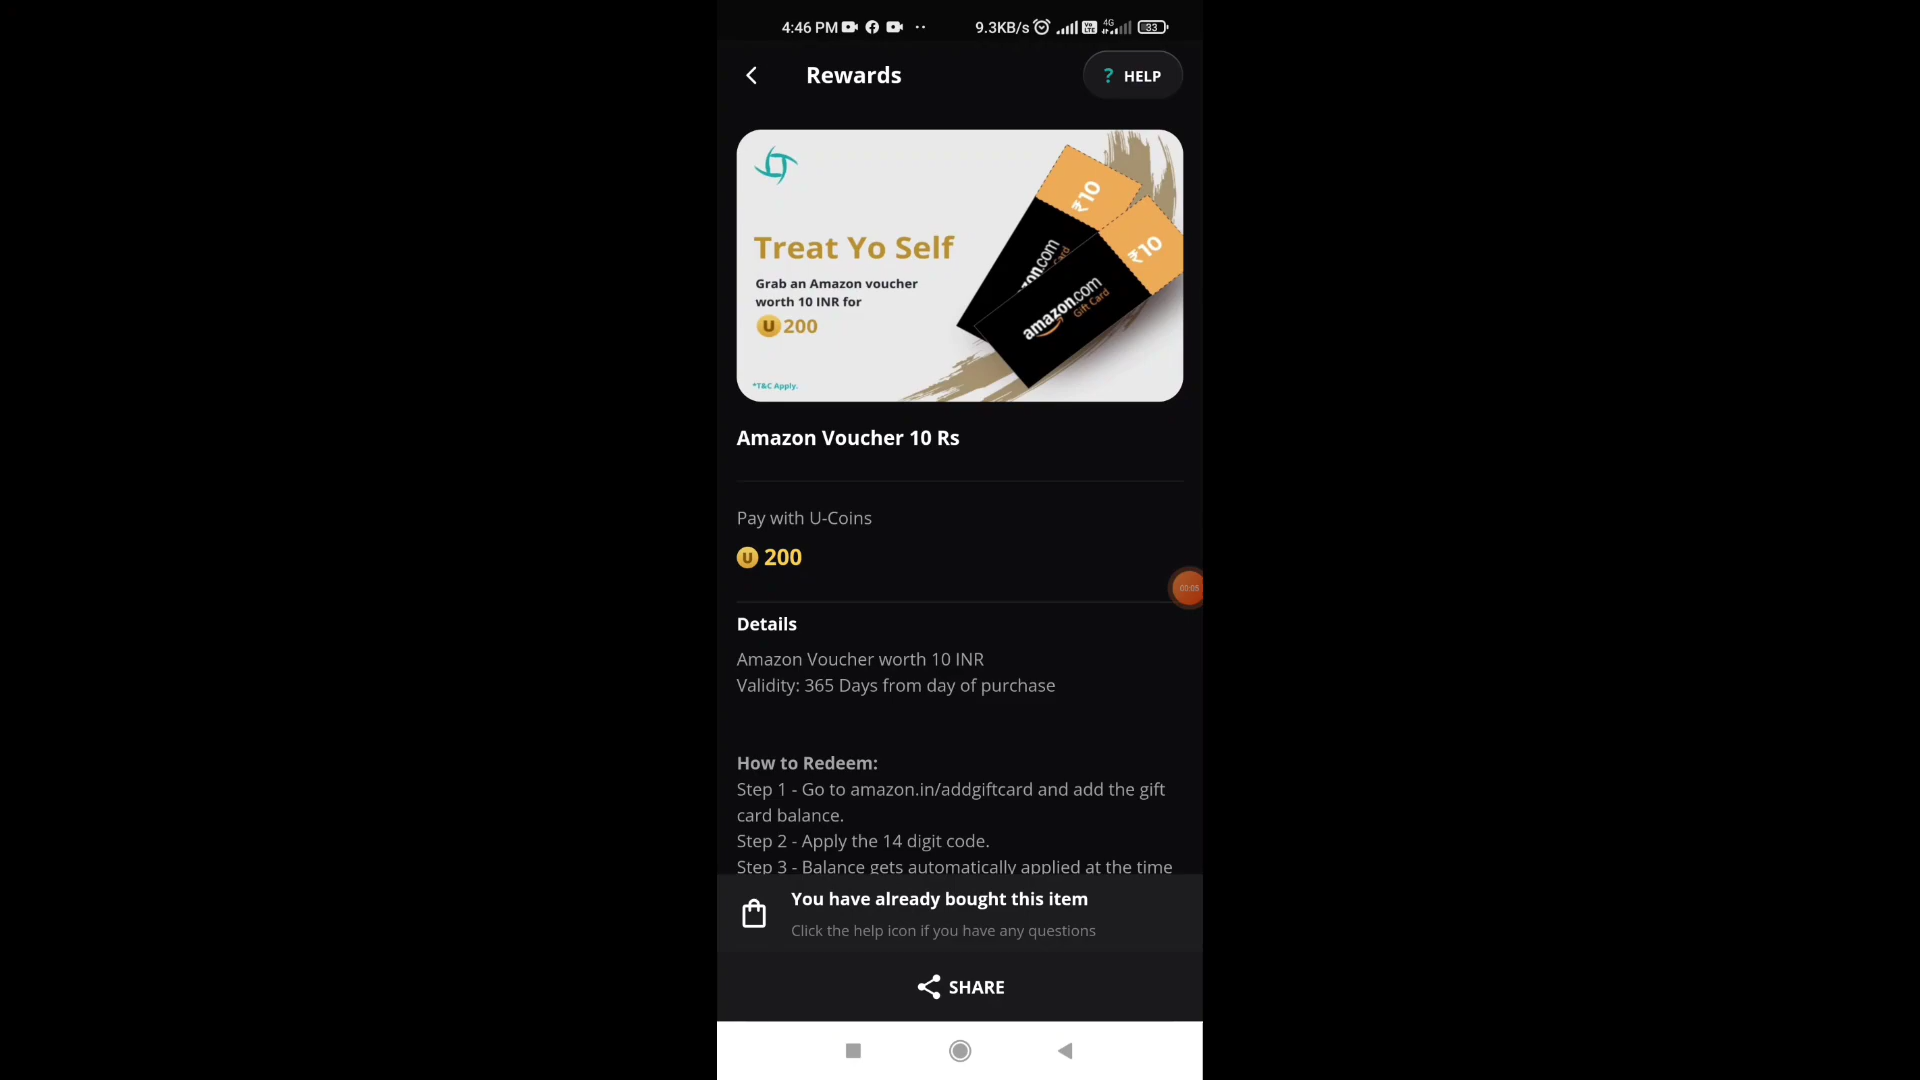 4:46 PM
9.3KB/s
4G
33
Rewards
? HELP
Treat Yo Self
Grab an Amazon voucher
worth 10 INR for
U 200
*T&C Apply.
₹10
₹10
amazon.com
Gift Card
Amazon Voucher 10 Rs
Pay with U-Coins
U 200
00:05
Details
Amazon Voucher worth 10 INR
Validity: 365 Days from day of purchase
How to Redeem:
Step 1 - Go to amazon.in/addgiftcard and add the gift
card balance.
Step 2 - Apply the 14 digit code.
Step 3 - Balance gets automatically applied at the time
You have already bought this item
Click the help icon if you have any questions
SHARE